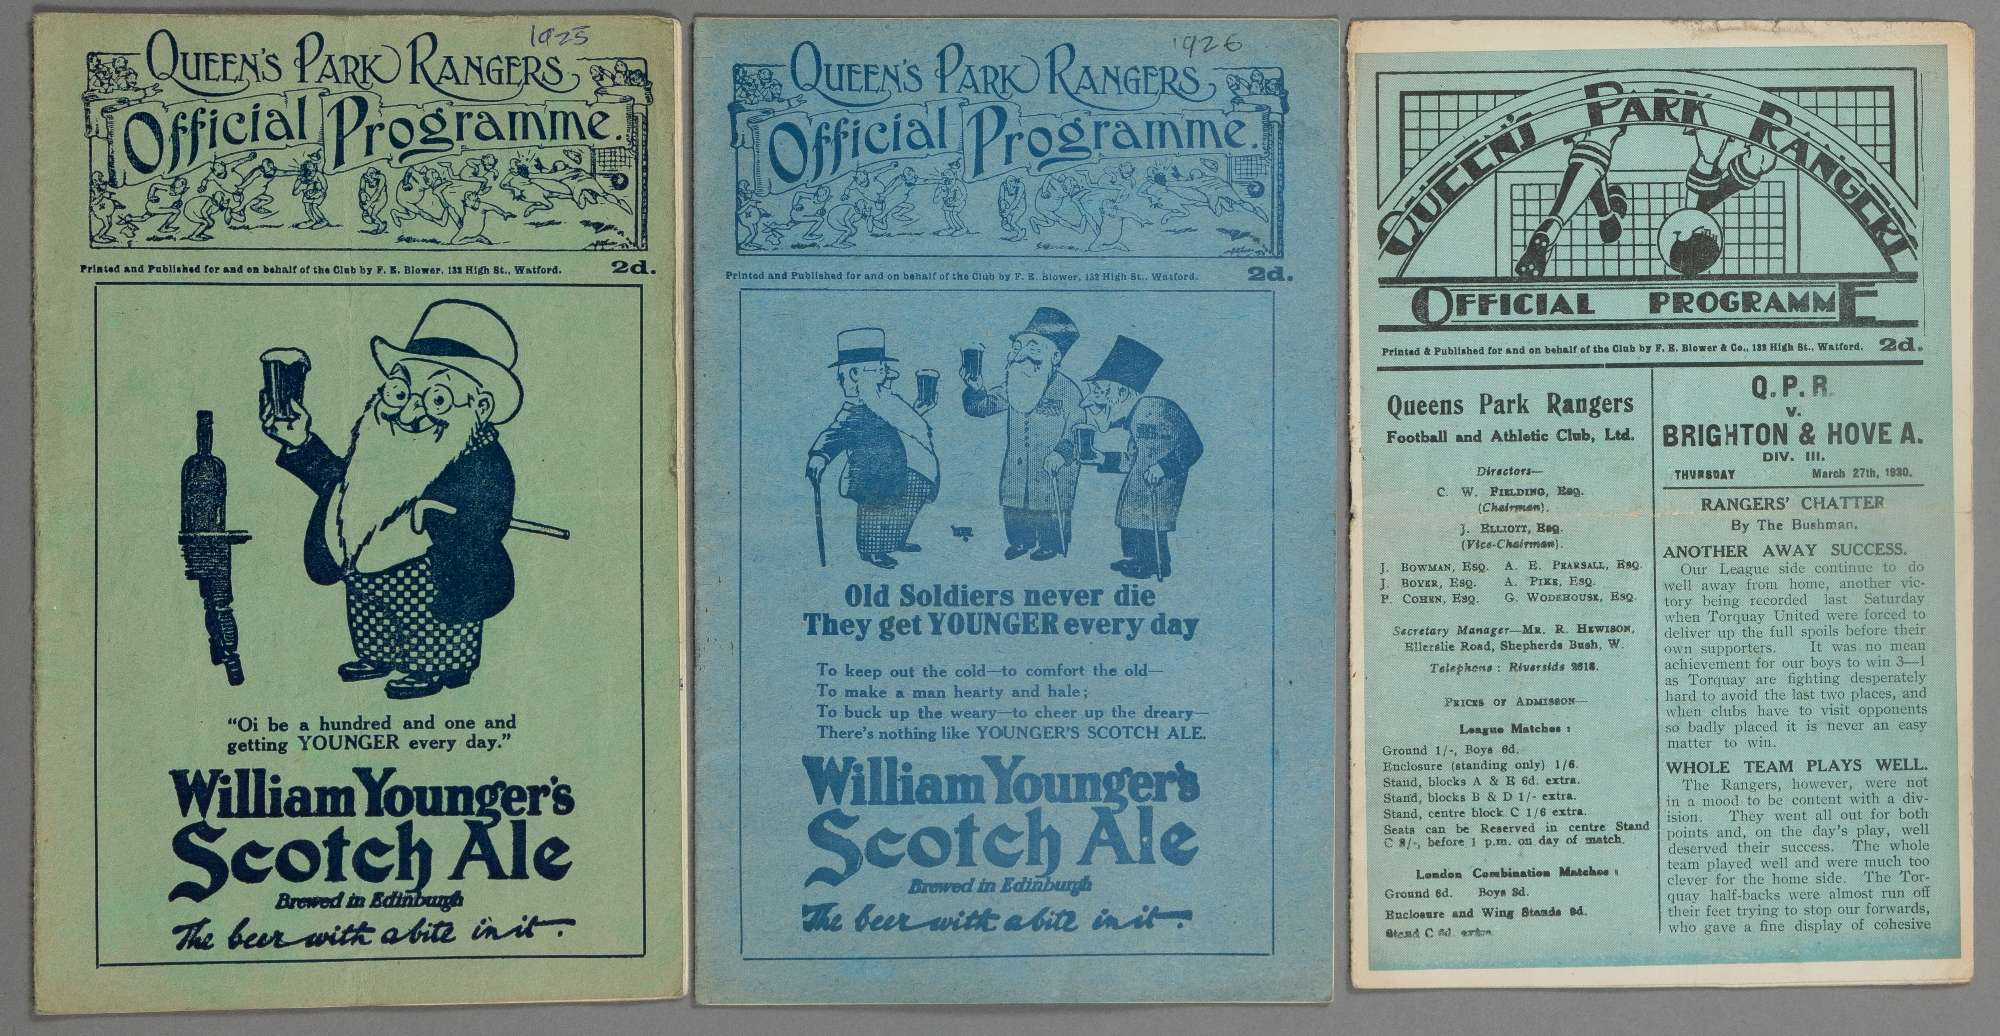 1925
QUEEN'S PARK RANGERS
Official Programme.
Printed and Published for and on behalf of the Club by F. E. Blower, 132 High St., Watford. 2d.
"Oi be a hundred and one and
getting YOUNGER every day."
William Younger's
Scotch Ale
Brewed in Edinburgh
The beer with a bite in it.
1926
QUEEN'S PARK RANGERS
Official Programme.
Printed and Published for and on behalf of the Club by F. E. Blower, 132 High St., Watford. 2d.
Old Soldiers never die
They get YOUNGER every day
To keep out the cold—to comfort the old—
To make a man hearty and hale;
To buck up the weary—to cheer up the dreary—
There's nothing like YOUNGER'S SCOTCH ALE.
William Younger's
Scotch Ale
Brewed in Edinburgh
The beer with a bite in it.
QUEEN'S PARK RANGERS
OFFICIAL PROGRAMME
Printed & Published for and on behalf of the Club by F. E. Blower & Co., 132 High St., Watford. 2d.
Queens Park Rangers
Football and Athletic Club, Ltd.
Directors—
C. W. FIELDING, Esq.
(Chairman).
J. ELLIOTT, Esq.
(Vice-Chairman).
J. BOWMAN, ESQ. A. E. PEARSALL, ESQ.
J. BOYER, ESQ. A. PIKE, ESQ.
P. COHEN, ESQ. G. WODEHOUSE, ESQ.
Secretary Manager—MR. R. HEWISON,
Ellerslie Road, Shepherds Bush, W.
Telephone: Riverside 2618.
PRICES OF ADMISSION—
League Matches:
Ground 1/-, Boys 6d.
Enclosure (standing only) 1/6.
Stand, blocks A & E 6d. extra.
Stand, blocks B & D 1/- extra.
Stand, centre block C 1/6 extra.
Seats can be Reserved in centre Stand
C 3/-, before 1 p.m. on day of match.
London Combination Matches:
Ground 6d. Boys 3d.
Enclosure and Wing Stands 9d.
Stand C 6d. extra.
Q. P. R.
v.
BRIGHTON & HOVE A.
DIV. III.
THURSDAY March 27th, 1930.
RANGERS' CHATTER
By The Bushman.
ANOTHER AWAY SUCCESS.
Our League side continue to do
well away from home, another vic-
tory being recorded last Saturday
when Torquay United were forced to
deliver up the full spoils before their
own supporters. It was no mean
achievement for our boys to win 3—1
as Torquay are fighting desperately
hard to avoid the last two places, and
when clubs have to visit opponents
so badly placed it is never an easy
matter to win.
WHOLE TEAM PLAYS WELL.
The Rangers, however, were not
in a mood to be content with a div-
ision. They went all out for both
points and, on the day's play, well
deserved their success. The whole
team played well and were much too
clever for the home side. The Tor-
quay half-backs were almost run off
their feet trying to stop our forwards,
who gave a fine display of cohesive